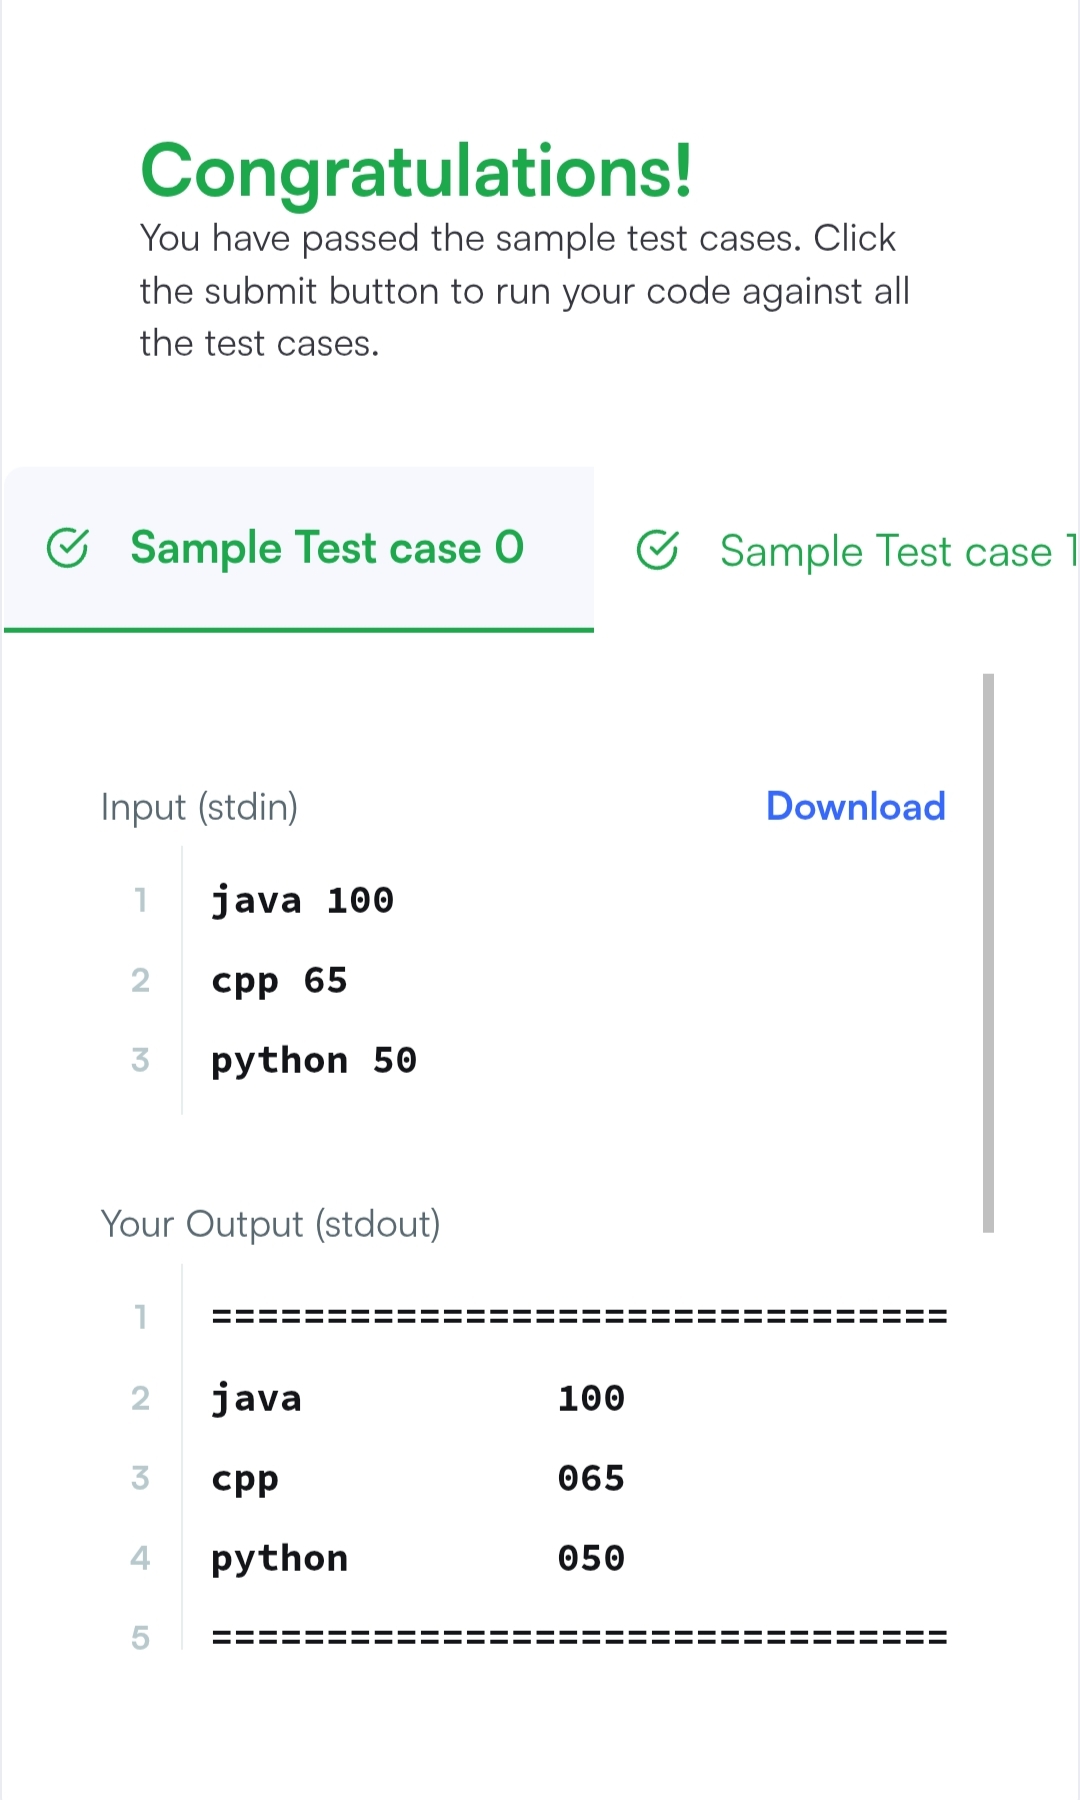 Congratulations!
You have passed the sample test cases. Click
the submit button to run your code against all
the test cases.
Sample Test case 0
Sample Test case 1
Input (stdin)
Download
1 java 100
2 cpp 65
3 python 50
Your Output (stdout)
1 ================================
2 java           100
3 cpp            065
4 python         050
5 ================================